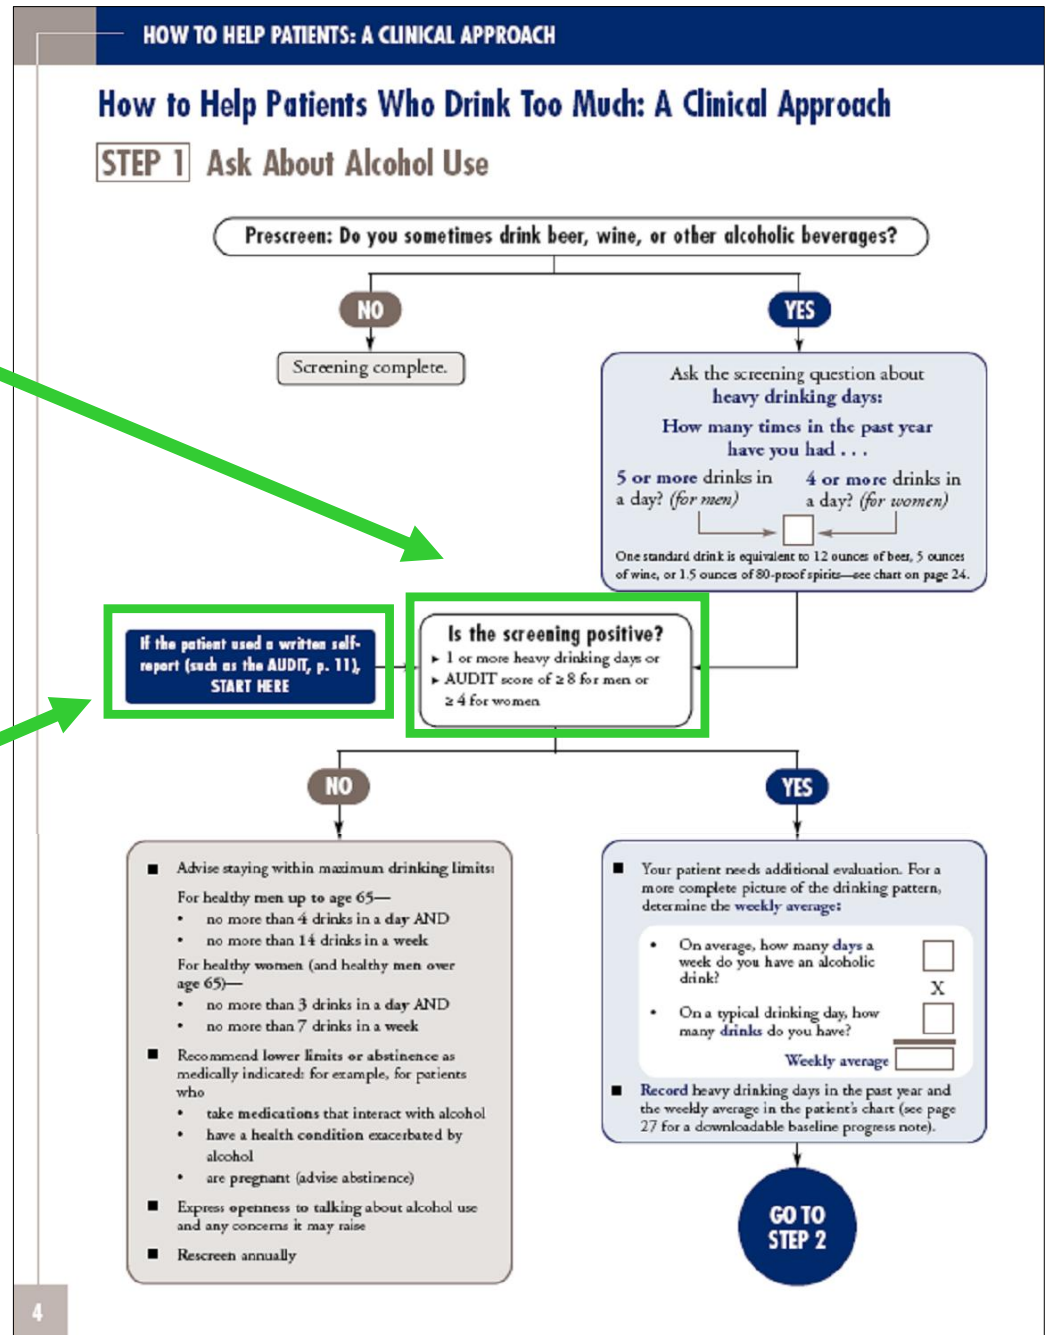 HOW TO HELP PATIENTS: A CLINICAL APPROACH
How to Help Patients Who Drink Too Much: A Clinical Approach
STEP 1 Ask About Alcohol Use
Prescreen: Do you sometimes drink beer, wine, or other alcoholic beverages?
NO
YES
Screening complete.
Ask the screening question about
heavy drinking days:
How many times in the past year
have you had . . .
5 or more drinks in
a day? (for men)
4 or more drinks in
a day? (for women)
One standard drink is equivalent to 12 ounces of beer, 5 ounces
of wine, or 1.5 ounces of 80-proof spirits—see chart on page 24.
If the patient used a written self-
report (such as the AUDIT, p. 11),
START HERE
Is the screening positive?
▸ 1 or more heavy drinking days or
▸ AUDIT score of ≥ 8 for men or
≥ 4 for women
NO
YES
■ Advise staying within maximum drinking limits:
For healthy men up to age 65—
• no more than 4 drinks in a day AND
• no more than 14 drinks in a week
For healthy women (and healthy men over
age 65)—
• no more than 3 drinks in a day AND
• no more than 7 drinks in a week
■ Recommend lower limits or abstinence as
medically indicated: for example, for patients
who
• take medications that interact with alcohol
• have a health condition exacerbated by
alcohol
• are pregnant (advise abstinence)
■ Express openness to talking about alcohol use
and any concerns it may raise
■ Rescreen annually
■ Your patient needs additional evaluation. For a
more complete picture of the drinking pattern,
determine the weekly average:
• On average, how many days a
week do you have an alcoholic
drink?
X
• On a typical drinking day, how
many drinks do you have?
Weekly average
■ Record heavy drinking days in the past year and
the weekly average in the patient's chart (see page
27 for a downloadable baseline progress note).
GO TO
STEP 2
4